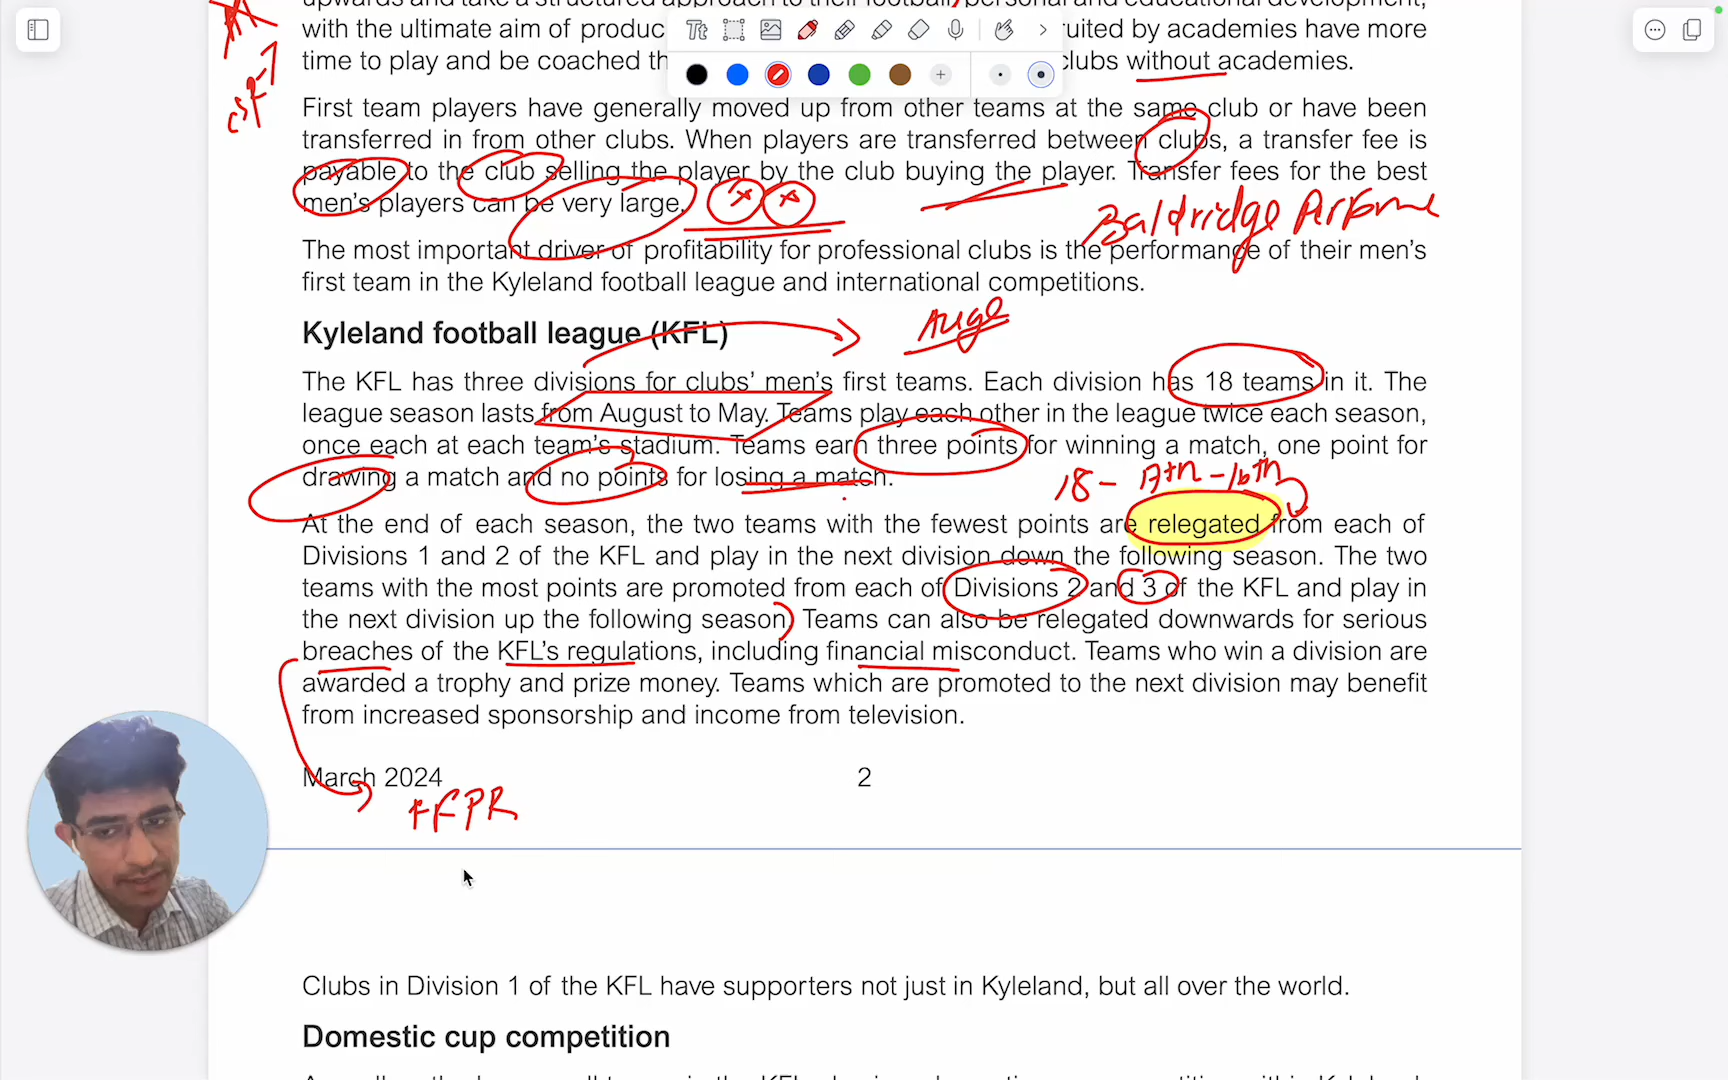 upwards and take a structured approach to their football, personal and educational development,
with the ultimate aim of produc
ruited by academies have more
time to play and be coached th
clubs without academies.
CSF-7
First team players have generally moved up from other teams at the same club or have been
transferred in from other clubs. When players are transferred between clubs, a transfer fee is
payable to the club selling the player by the club buying the player. Transfer fees for the best
men's players can be very large.
Baldridge
The most important driver of profitability for professional clubs is the performance of their men's
first team in the Kyleland football league and international competitions.
Kyleland football league (KFL)
The KFL has three divisions for clubs' men's first teams. Each division has 18 teams in it. The
league season lasts from August to May. Teams play each other in the league twice each season,
once each at each team's stadium. Teams earn three points for winning a match, one point for
drawing a match and no points for losing a match.
18 - 17th - 16th
At the end of each season, the two teams with the fewest points are relegated from each of
Divisions 1 and 2 of the KFL and play in the next division down the following season. The two
teams with the most points are promoted from each of Divisions 2 and 3 of the KFL and play in
the next division up the following season. Teams can also be relegated downwards for serious
breaches of the KFL's regulations, including financial misconduct. Teams who win a division are
awarded a trophy and prize money. Teams which are promoted to the next division may benefit
from increased sponsorship and income from television.
March 2024
2
FFPR
Clubs in Division 1 of the KFL have supporters not just in Kyleland, but all over the world.
Domestic cup competition